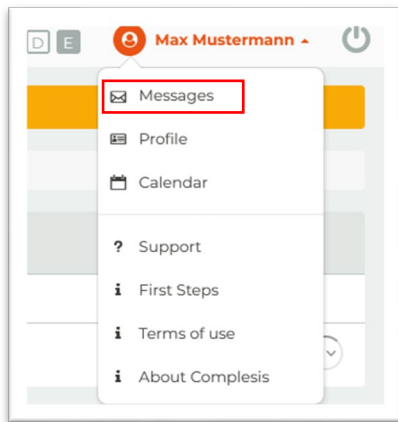 D E Max Mustermann
Messages
Profile
Calendar
? Support
i First Steps
i Terms of use
i About Complesis